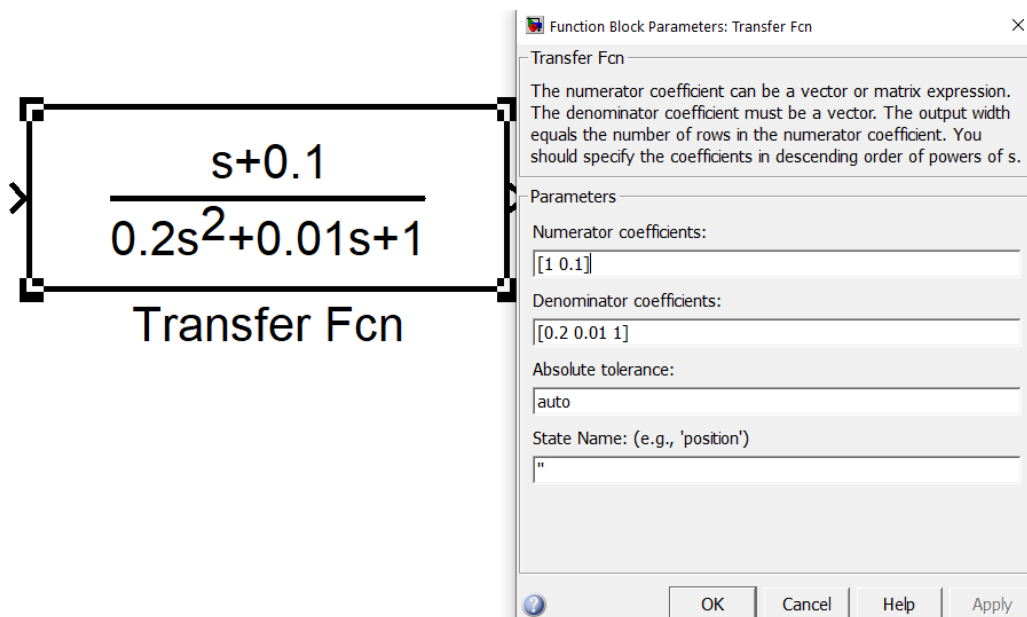 s+0.1
0.2s²+0.01s+1
Transfer Fcn
Function Block Parameters: Transfer Fcn
Transfer Fcn
The numerator coefficient can be a vector or matrix expression.
The denominator coefficient must be a vector. The output width
equals the number of rows in the numerator coefficient. You
should specify the coefficients in descending order of powers of s.
Parameters
Numerator coefficients:
[1 0.1]
Denominator coefficients:
[0.2 0.01 1]
Absolute tolerance:
auto
State Name: (e.g., 'position')
''
OK Cancel Help Apply